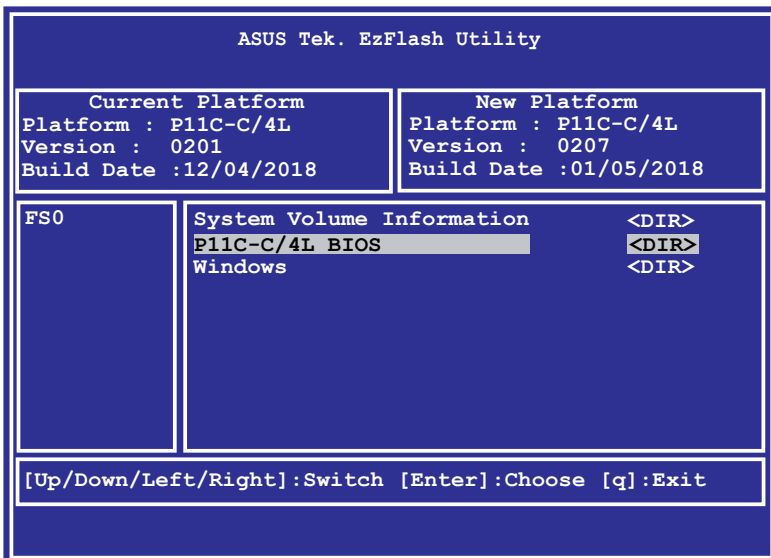 ASUS Tek. EzFlash Utility
Current Platform
Platform : P11C-C/4L
Version : 0201
Build Date :12/04/2018
New Platform
Platform : P11C-C/4L
Version : 0207
Build Date :01/05/2018
FS0
System Volume Information <DIR>
P11C-C/4L BIOS <DIR>
Windows <DIR>
[Up/Down/Left/Right]:Switch [Enter]:Choose [q]:Exit